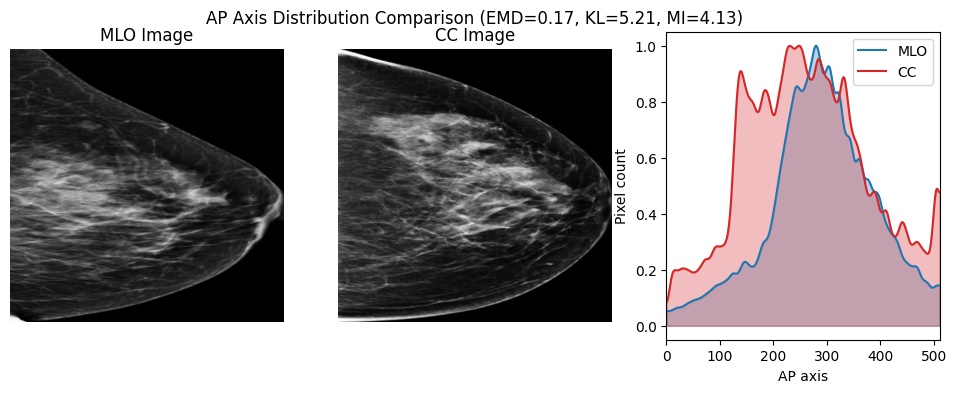 AP Axis Distribution Comparison (EMD=0.17, KL=5.21, MI=4.13)
MLO Image
CC Image
MLO
CC
Pixel count
1.0
0.8
0.6
0.4
0.2
0.0
0 100 200 300 400 500
AP axis